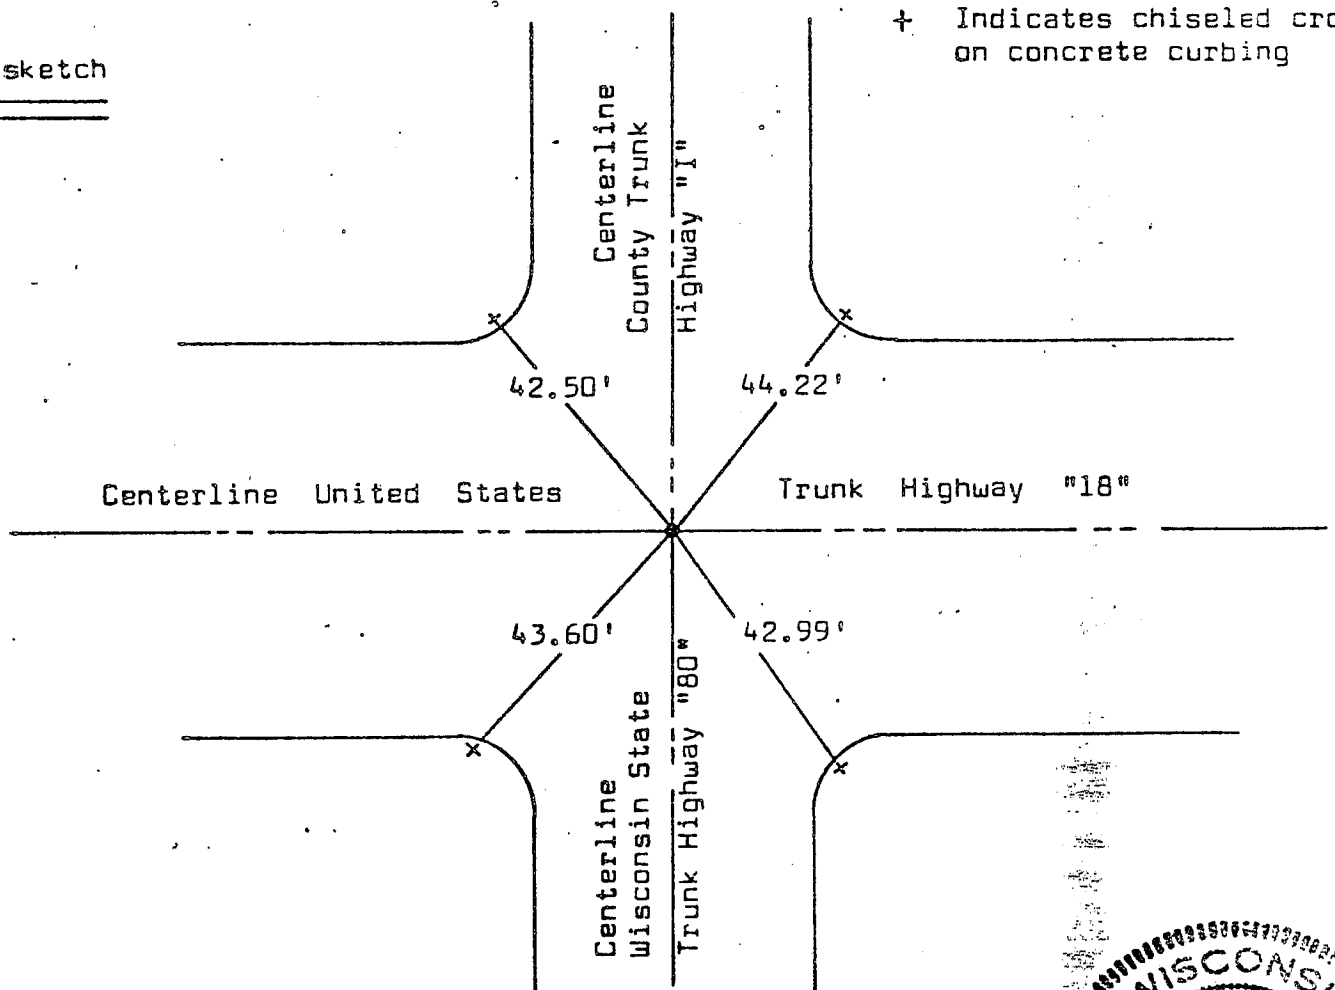 + Indicates chiseled
on concrete curbing
sketch
Centerline
County Trunk
Highway "I"
42.50'
44.22'
Centerline United States Trunk Highway "18"
43.60'
42.99'
Centerline
Wisconsin State
Trunk Highway "80"
WISCONS